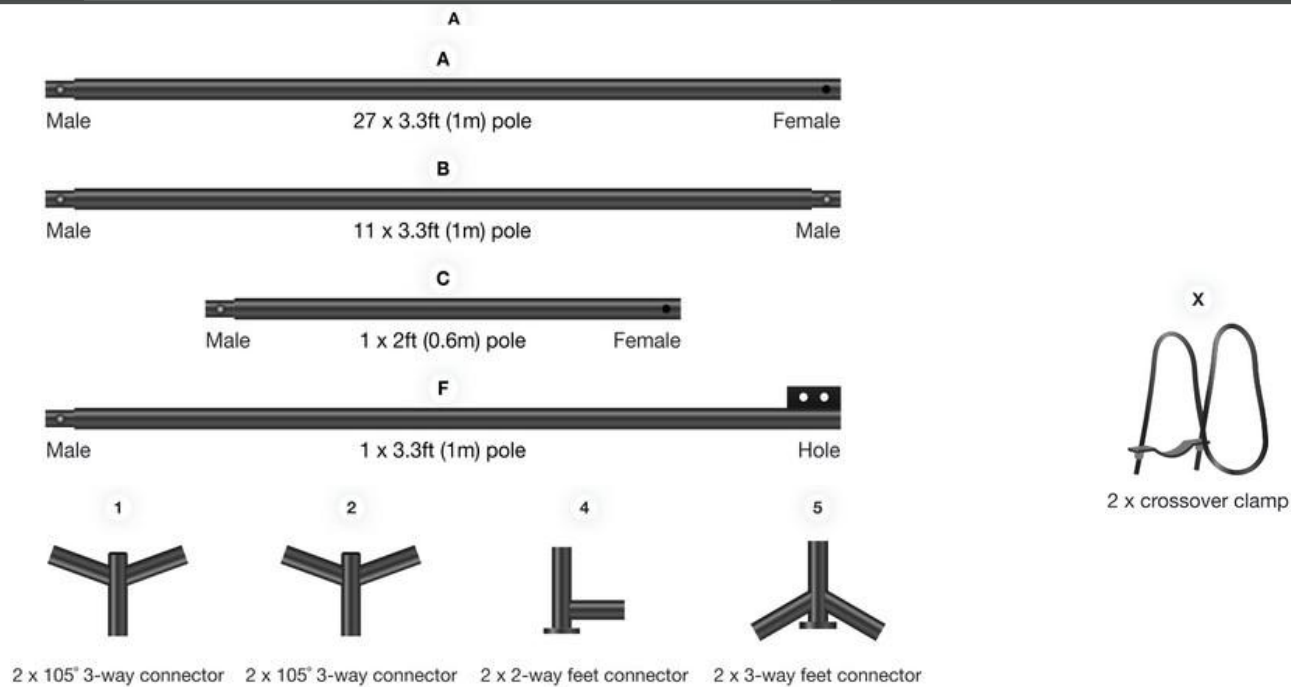 A
A
Male 27 x 3.3ft (1m) pole Female
B
Male 11 x 3.3ft (1m) pole Male
C
Male 1 x 2ft (0.6m) pole Female
F
Male 1 x 3.3ft (1m) pole Hole
X
2 x crossover clamp
1 2 4 5
2 x 105° 3-way connector 2 x 105° 3-way connector 2 x 2-way feet connector 2 x 3-way feet connector